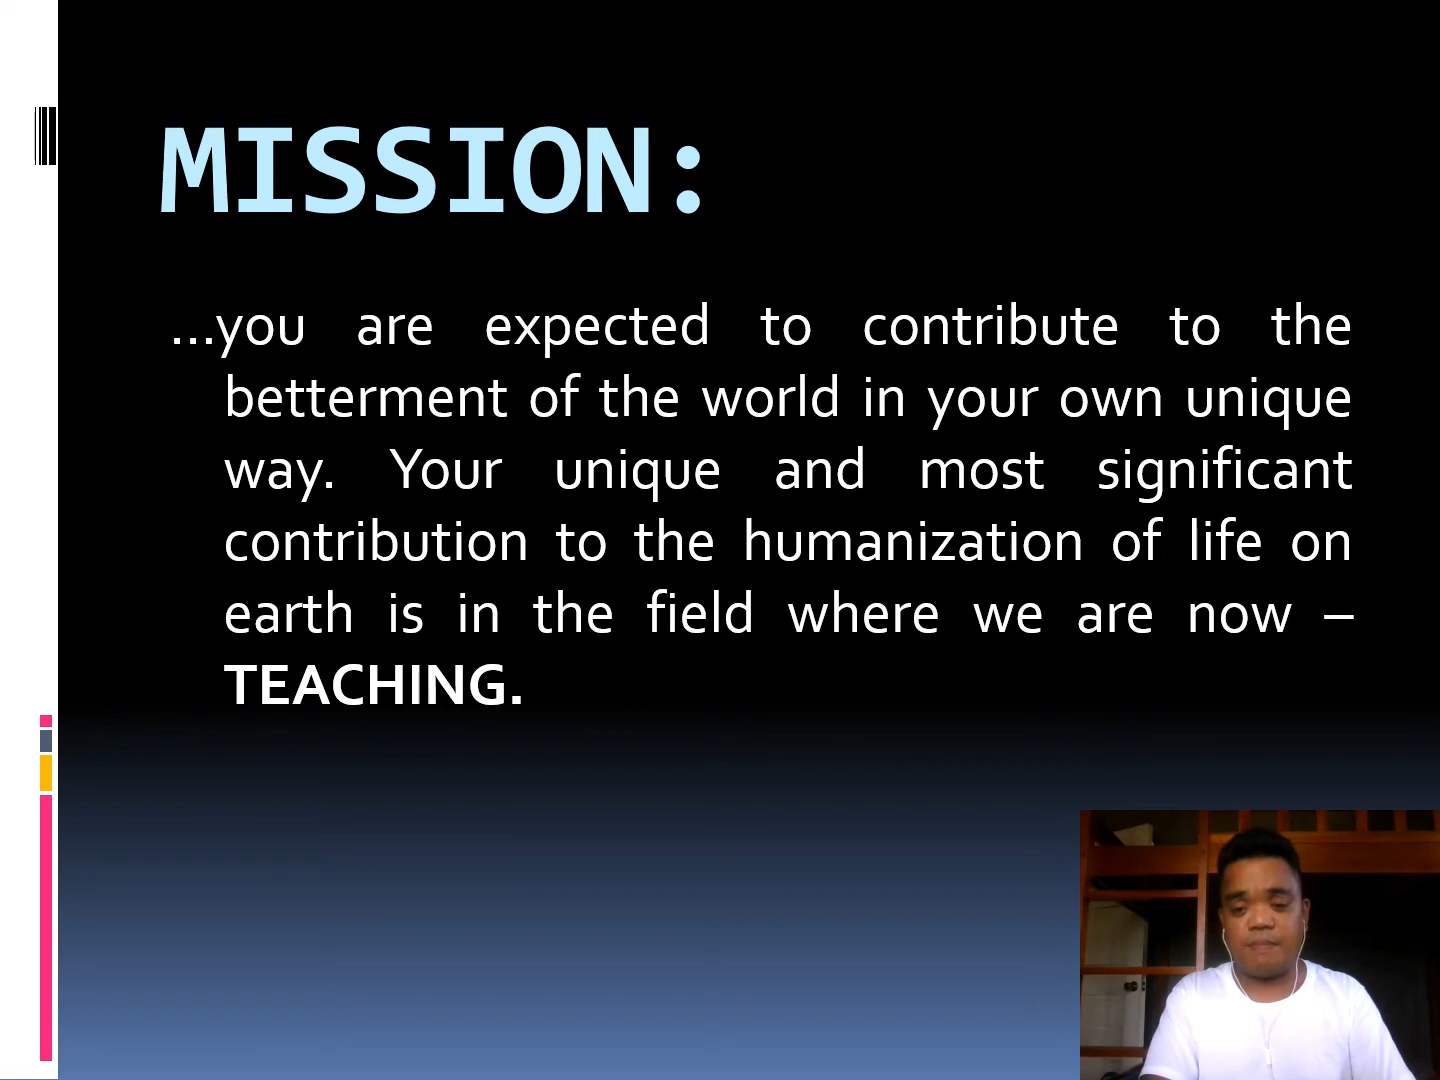 MISSION:
…you are expected to contribute to the
betterment of the world in your own unique
way. Your unique and most significant
contribution to the humanization of life on
earth is in the field where we are now –
TEACHING.